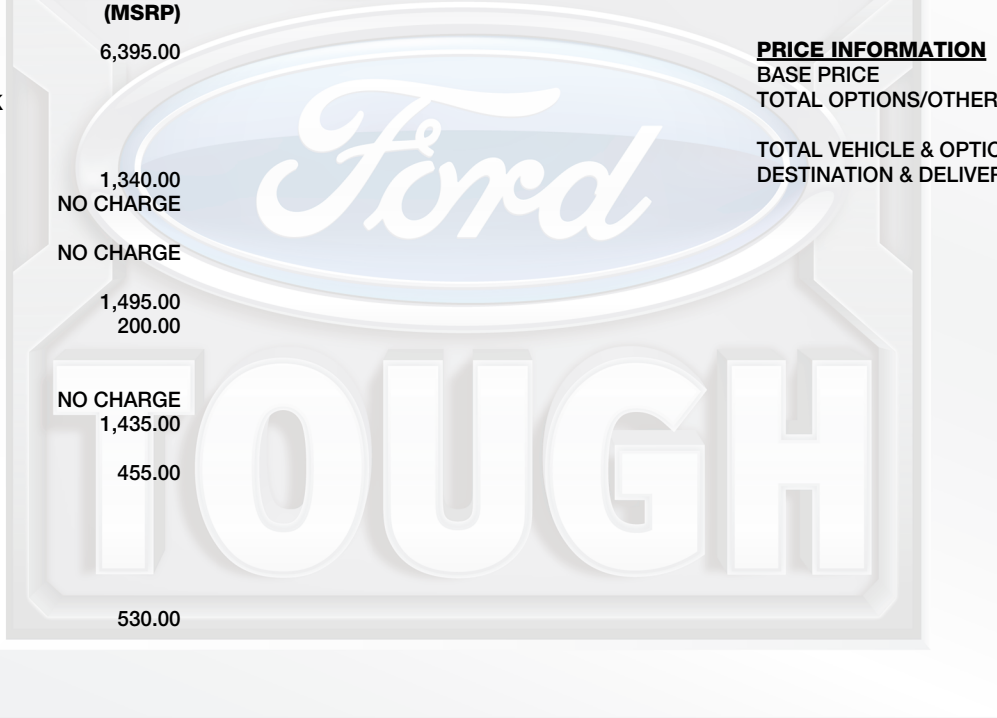 (MSRP)
6,395.00
1,340.00
NO CHARGE
NO CHARGE
1,495.00
200.00
NO CHARGE
1,435.00
455.00
530.00
PRICE INFORMATION
BASE PRICE
TOTAL OPTIONS/OTHER
TOTAL VEHICLE & OPTIO
DESTINATION & DELIVER
Ford
TOUGH